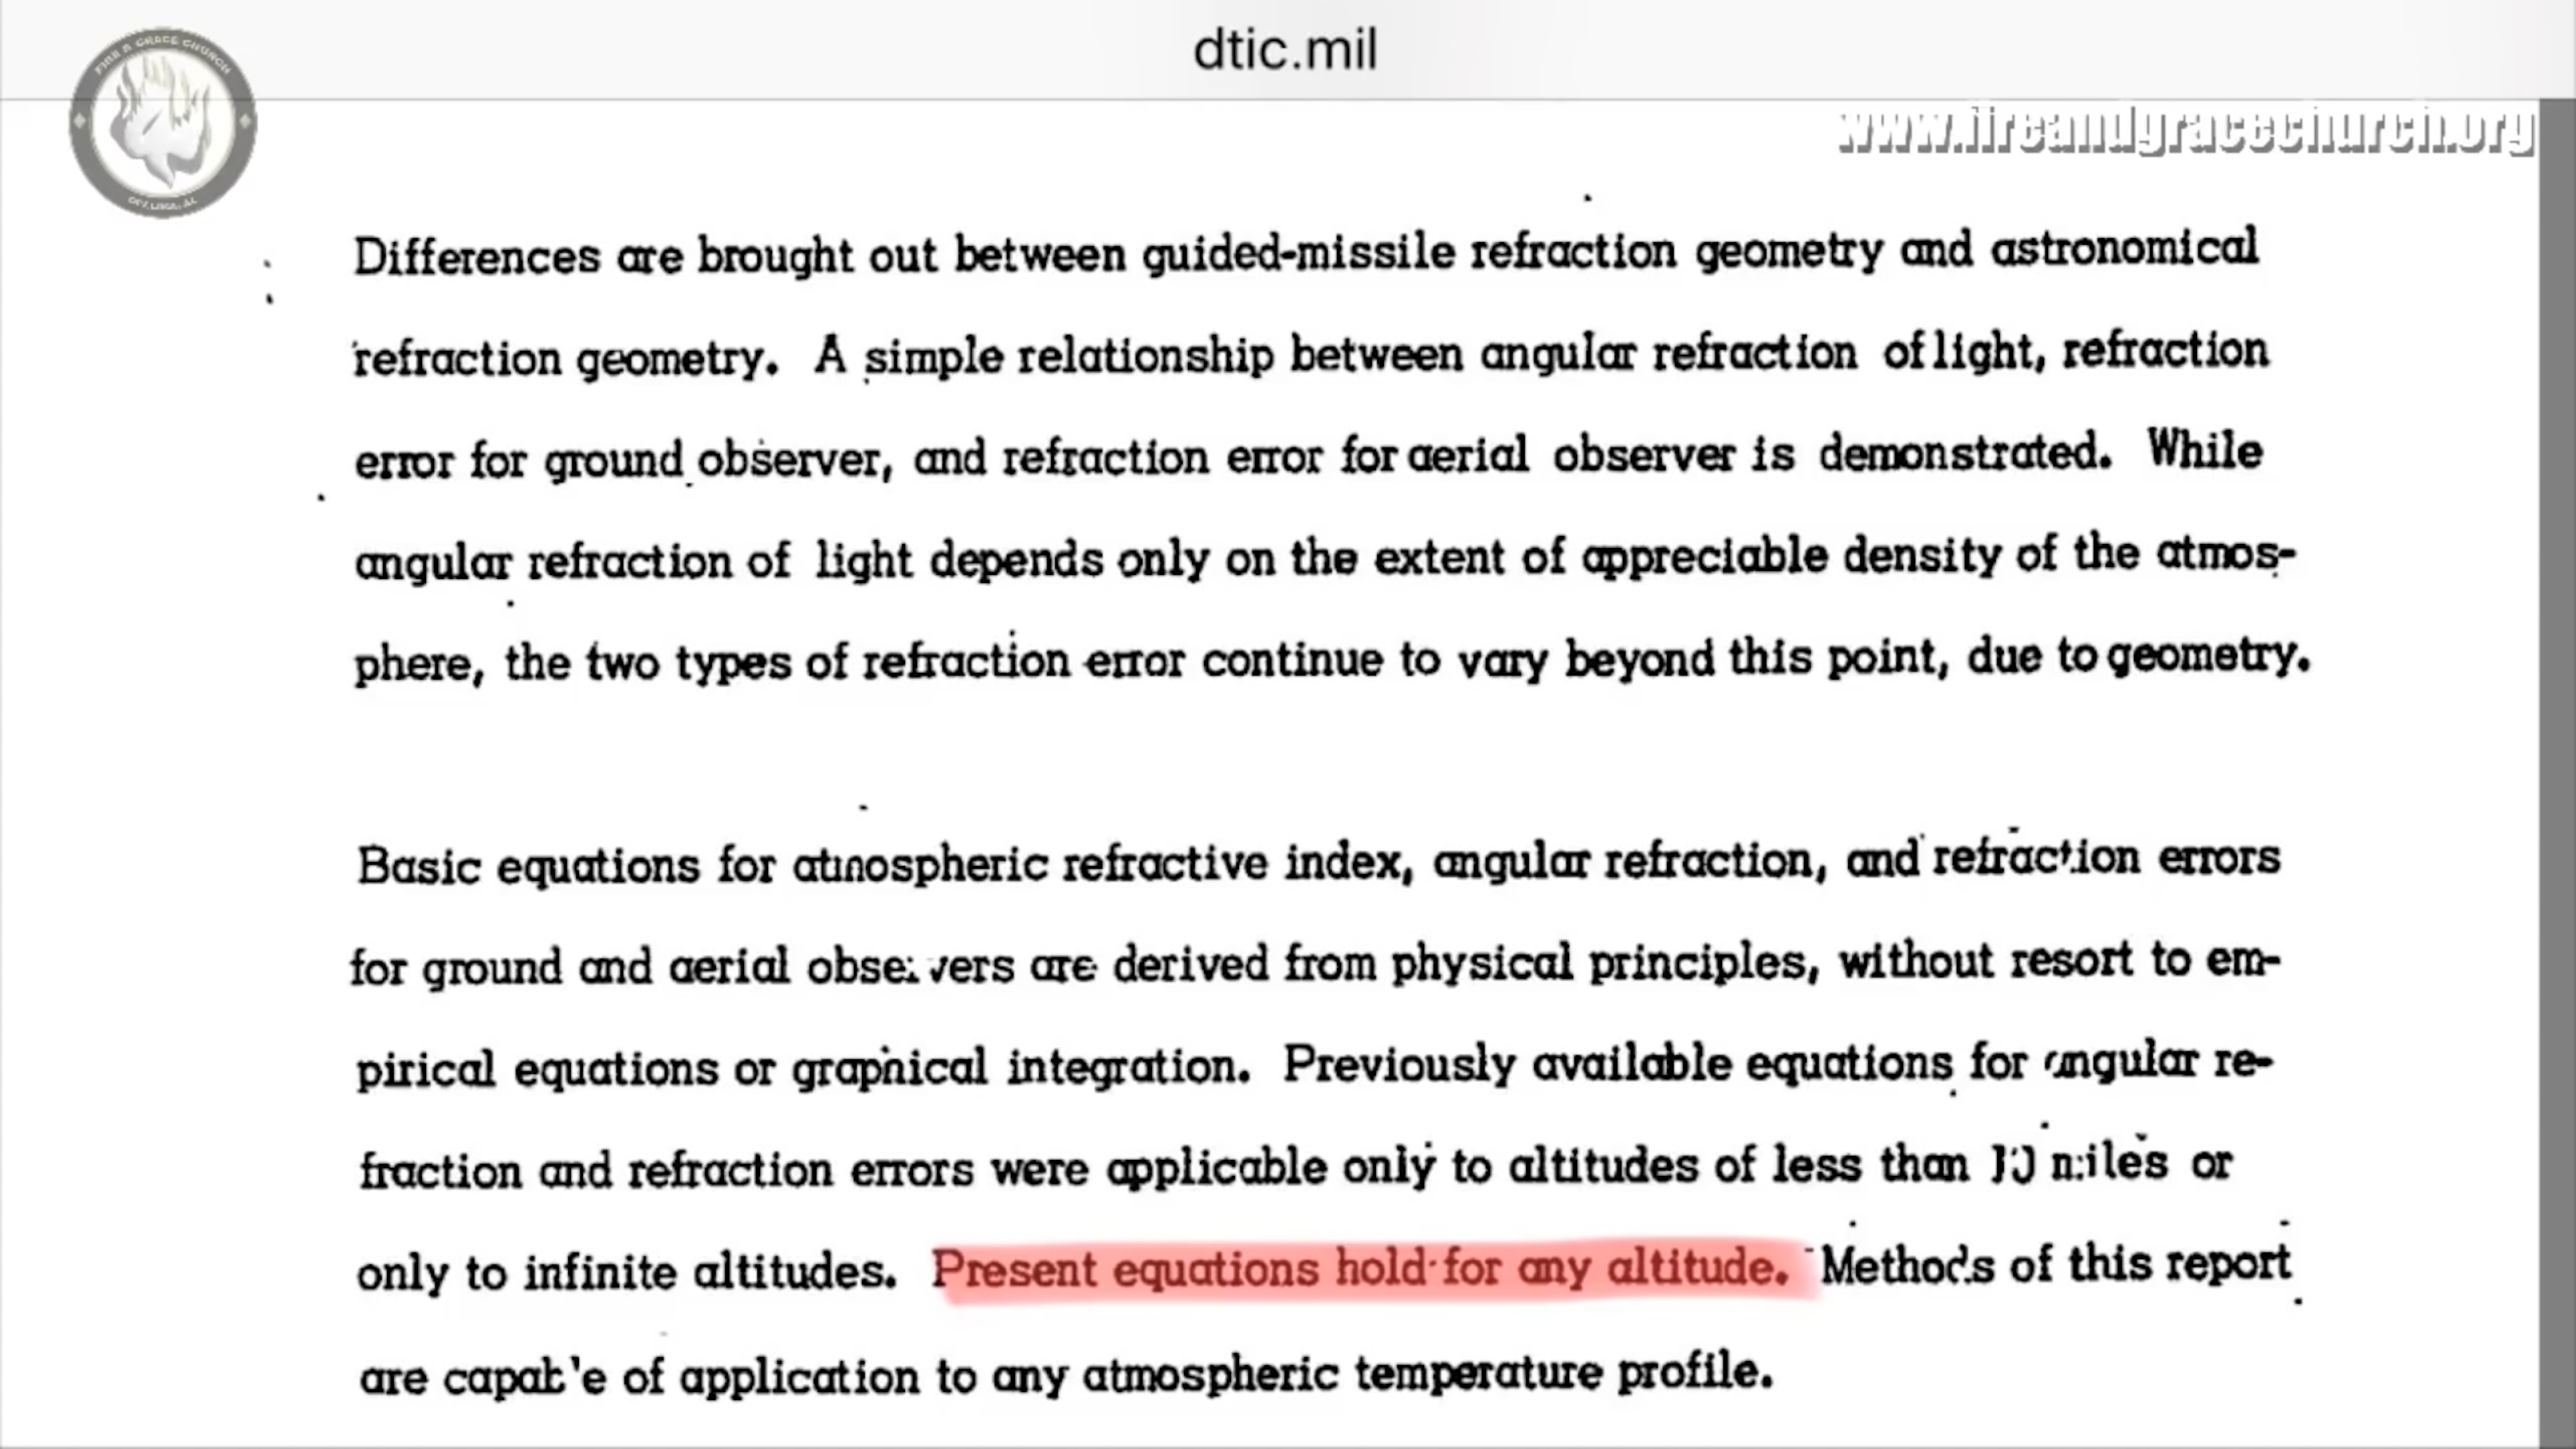 dtic.mil
FIRE & GRACE CHURCH
www.fireandgracechurch.org
Differences are brought out between guided-missile refraction geometry and astronomical
refraction geometry. A simple relationship between angular refraction of light, refraction
error for ground observer, and refraction error for aerial observer is demonstrated. While
angular refraction of light depends only on the extent of appreciable density of the atmos-
phere, the two types of refraction error continue to vary beyond this point, due to geometry.
Basic equations for atmospheric refractive index, angular refraction, and refraction errors
for ground and aerial observers are derived from physical principles, without resort to em-
pirical equations or graphical integration. Previously available equations for angular re-
fraction and refraction errors were applicable only to altitudes of less than miles or
only to infinite altitudes. Present equations hold for any altitude. Methods of this report
are capable of application to any atmospheric temperature profile.